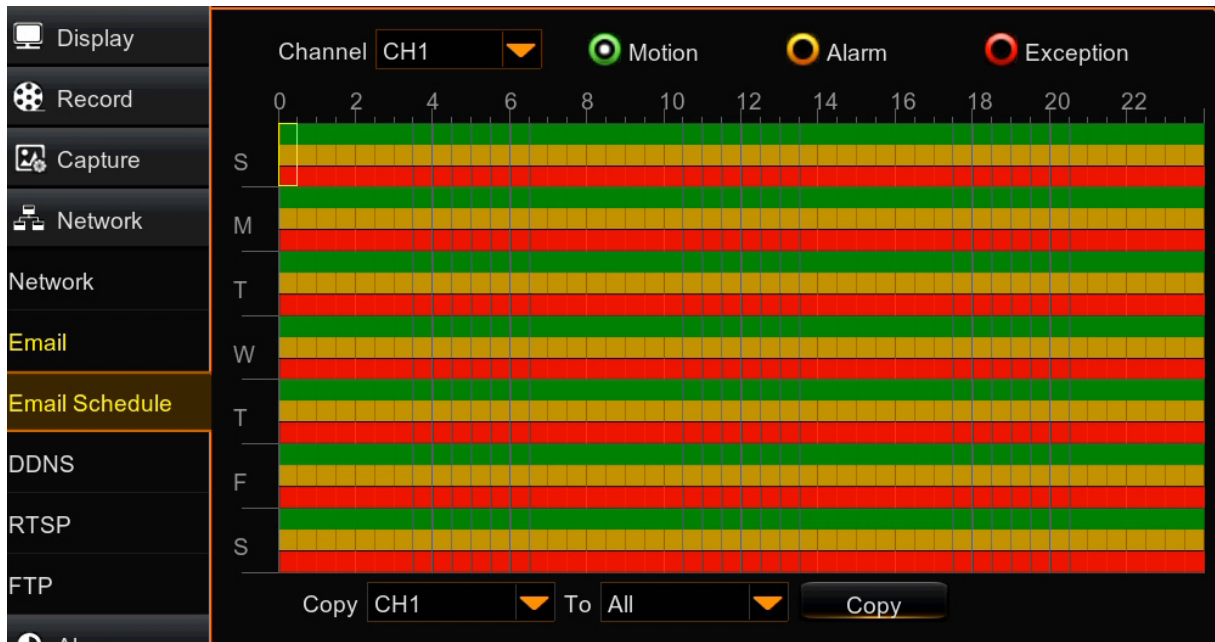 Display
Record
Capture
Network
Network
Email
Email Schedule
DDNS
RTSP
FTP
Channel CH1 Motion Alarm Exception
0 2 4 6 8 10 12 14 16 18 20 22
S
M
T
W
T
F
S
Copy CH1 To All Copy